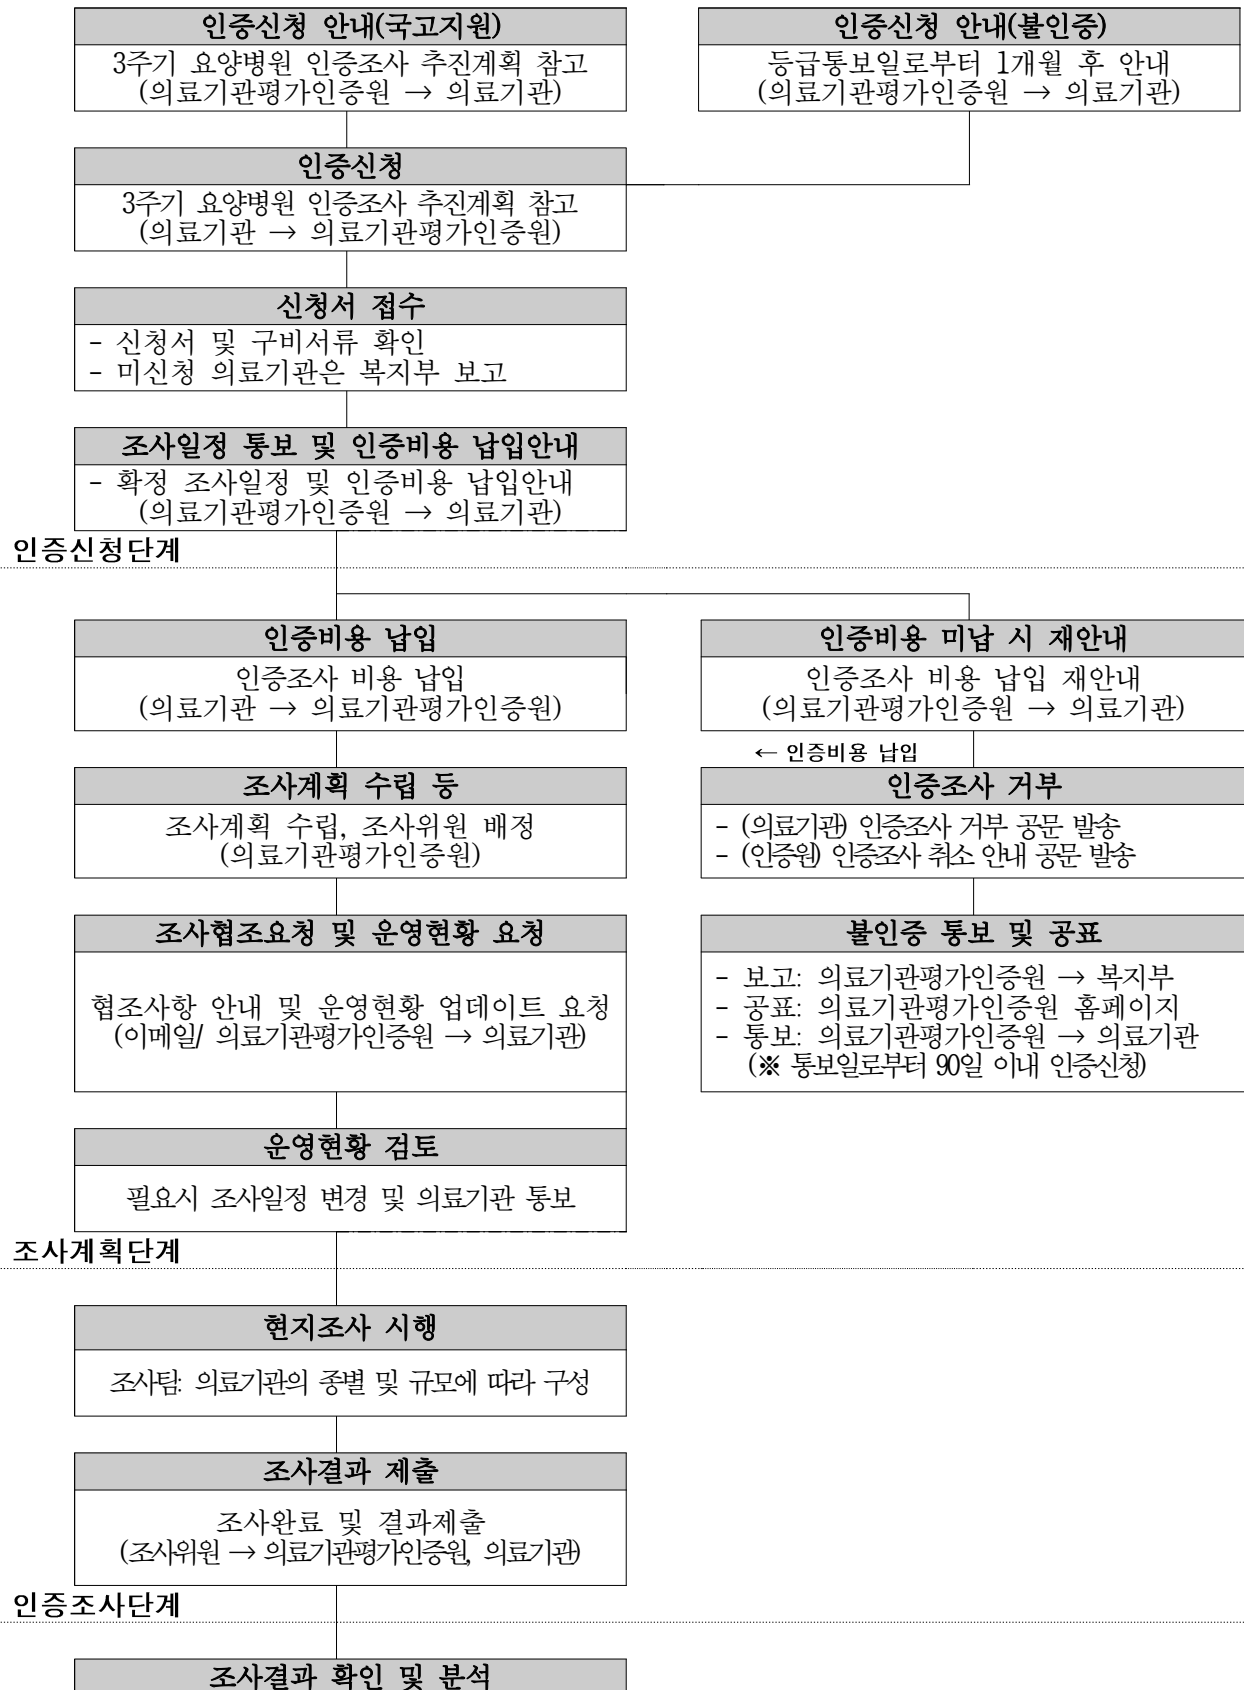 인증신청 안내(국고지원)
3주기 요양병원 인증조사 추진계획 참고
(의료기관평가인증원 → 의료기관)
인증신청 안내(불인증)
등급통보일로부터 1개월 후 안내
(의료기관평가인증원 → 의료기관)
인증신청
3주기 요양병원 인증조사 추진계획 참고
(의료기관 → 의료기관평가인증원)
신청서 접수
- 신청서 및 구비서류 확인
- 미신청 의료기관은 복지부 보고
조사일정 통보 및 인증비용 납입안내
- 확정 조사일정 및 인증비용 납입안내
(의료기관평가인증원 → 의료기관)
인증신청단계
인증비용 납입
인증조사 비용 납입
(의료기관 → 의료기관평가인증원)
인증비용 미납 시 재안내
인증조사 비용 납입 재안내
(의료기관평가인증원 → 의료기관)
← 인증비용 납입
조사계획 수립 등
조사계획 수립, 조사위원 배정
(의료기관평가인증원)
인증조사 거부
- (의료기관) 인증조사 거부 공문 발송
- (인증원) 인증조사 취소 안내 공문 발송
조사협조요청 및 운영현황 요청
협조사항 안내 및 운영현황 업데이트 요청
(이메일/ 의료기관평가인증원 → 의료기관)
불인증 통보 및 공표
- 보고: 의료기관평가인증원 → 복지부
- 공표: 의료기관평가인증원 홈페이지
- 통보: 의료기관평가인증원 → 의료기관
(※ 통보일로부터 90일 이내 인증신청)
운영현황 검토
필요시 조사일정 변경 및 의료기관 통보
조사계획단계
현지조사 시행
조사팀: 의료기관의 종별 및 규모에 따라 구성
조사결과 제출
조사완료 및 결과제출
(조사위원 → 의료기관평가인증원, 의료기관)
인증조사단계
조사결과 확인 및 분석